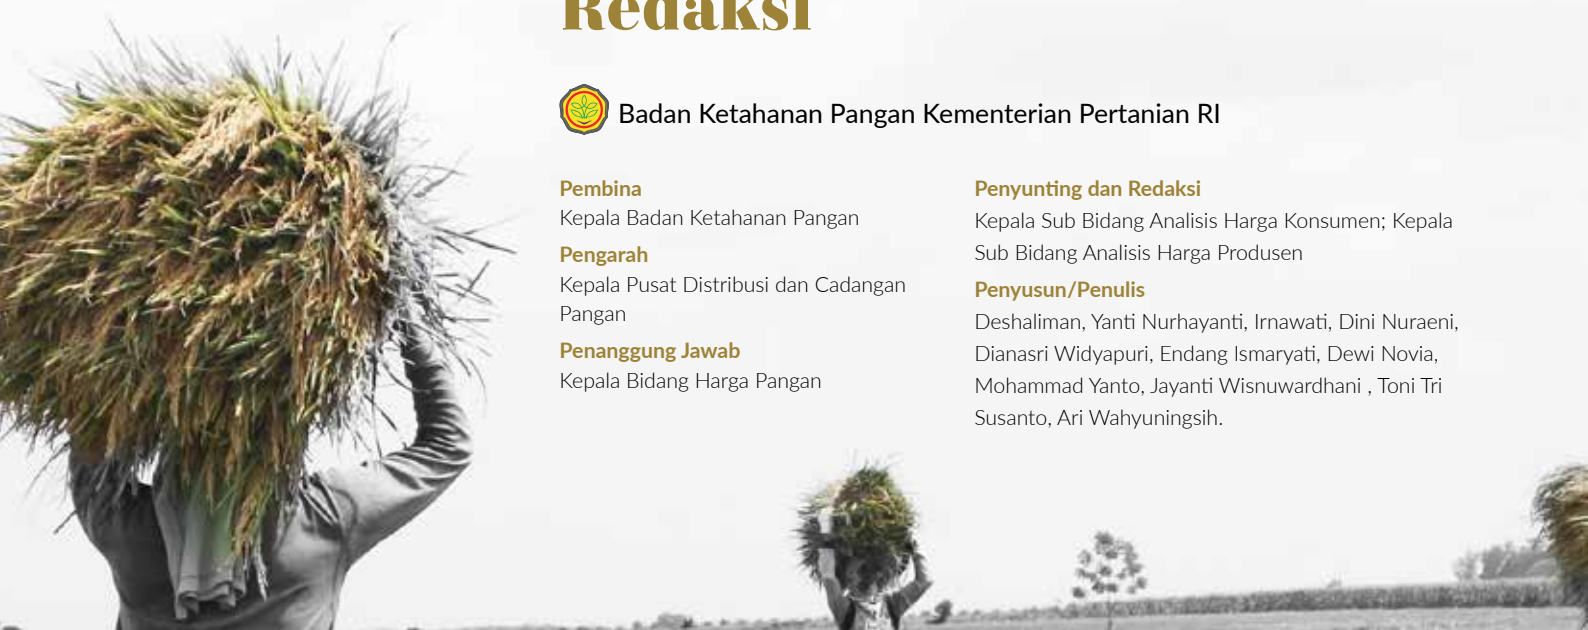 Redaksi
Badan Ketahanan Pangan Kementerian Pertanian RI
Pembina
Kepala Badan Ketahanan Pangan
Pengarah
Kepala Pusat Distribusi dan Cadangan
Pangan
Penanggung Jawab
Kepala Bidang Harga Pangan
Penyunting dan Redaksi
Kepala Sub Bidang Analisis Harga Konsumen; Kepala
Sub Bidang Analisis Harga Produsen
Penyusun/Penulis
Deshaliman, Yanti Nurhayanti, Irnawati, Dini Nuraeni,
Dianasri Widyapuri, Endang Ismaryati, Dewi Novia,
Mohammad Yanto, Jayanti Wisnuwardhani , Toni Tri
Susanto, Ari Wahyuningsih.